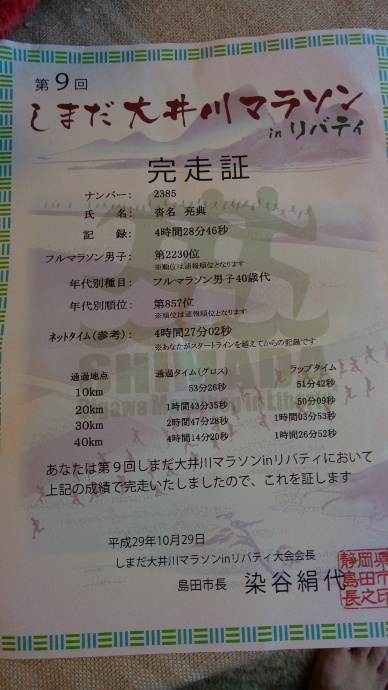 第9回
しまだ大井川マラソン
in リバティ
完走証
ナンバー： 2385
氏 名： 沓名 亮典
記 録： 4時間28分46秒
フルマラソン男子： 第2230位
※順位は速報順位となります
年代別種目： フルマラソン男子40歳代
年代別順位： 第857位
※順位は速報順位となります
ネットタイム(参考)： 4時間27分02秒
※あなたがスタートラインを越えてからの記録です
通過地点 通過タイム(グロス) ラップタイム
10km 53分26秒 51分42秒
20km 1時間43分35秒 50分09秒
30km 2時間47分28秒 1時間03分53秒
40km 4時間14分20秒 1時間26分52秒
あなたは第９回しまだ大井川マラソンinリバティにおいて
上記の成績で完走いたしましたので、これを証します
平成29年10月29日
しまだ大井川マラソンinリバティ大会会長
島田市長 染谷絹代
静岡県
島田市
長之印